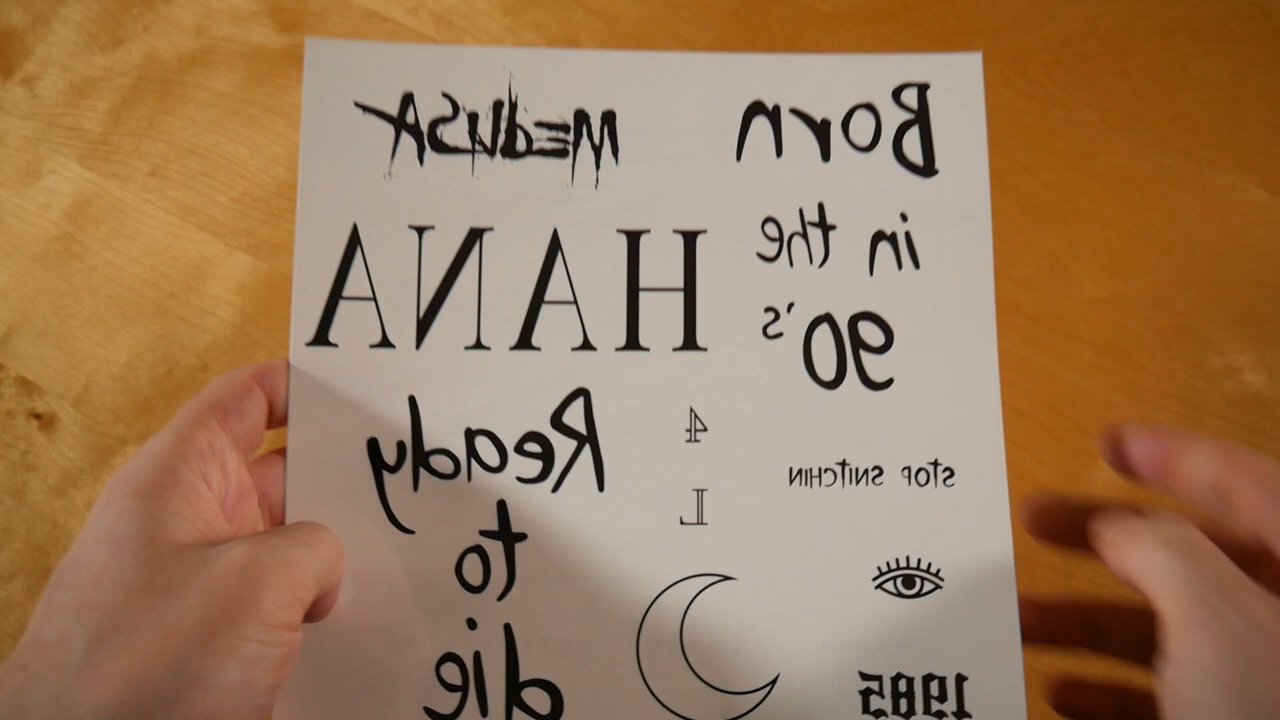 Born
in the
90's
MEdUSA
HANA
4
L
Ready
to
die
STOP SNITCHIN
1985